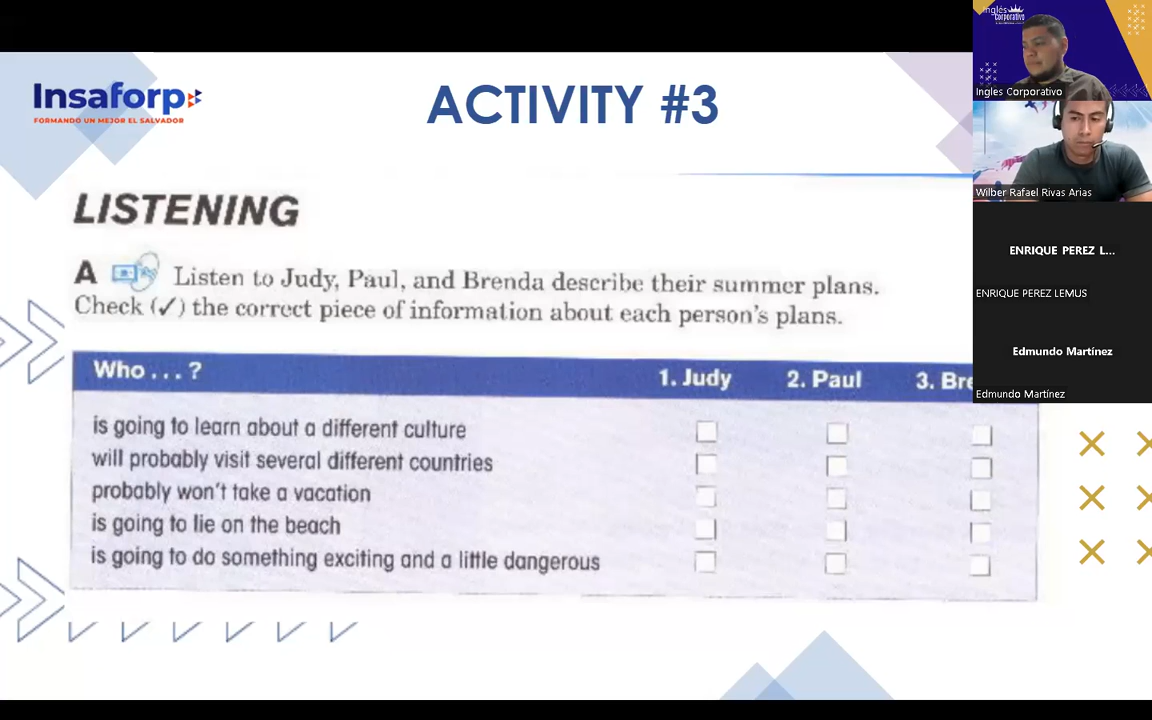 Insaforp
FORMANDO UN MEJOR EL SALVADOR
ACTIVITY #3
LISTENING
A Listen to Judy, Paul, and Brenda describe their summer plans.
Check (✓) the correct piece of information about each person's plans.
Who . . . ? 1. Judy 2. Paul 3. Bre
is going to learn about a different culture
will probably visit several different countries
probably won't take a vacation
is going to lie on the beach
is going to do something exciting and a little dangerous
Inglés
corporativo
Ingles Corporativo
Wilber Rafael Rivas Arias
ENRIQUE PEREZ L...
ENRIQUE PEREZ LEMUS
Edmundo Martínez
Edmundo Martínez